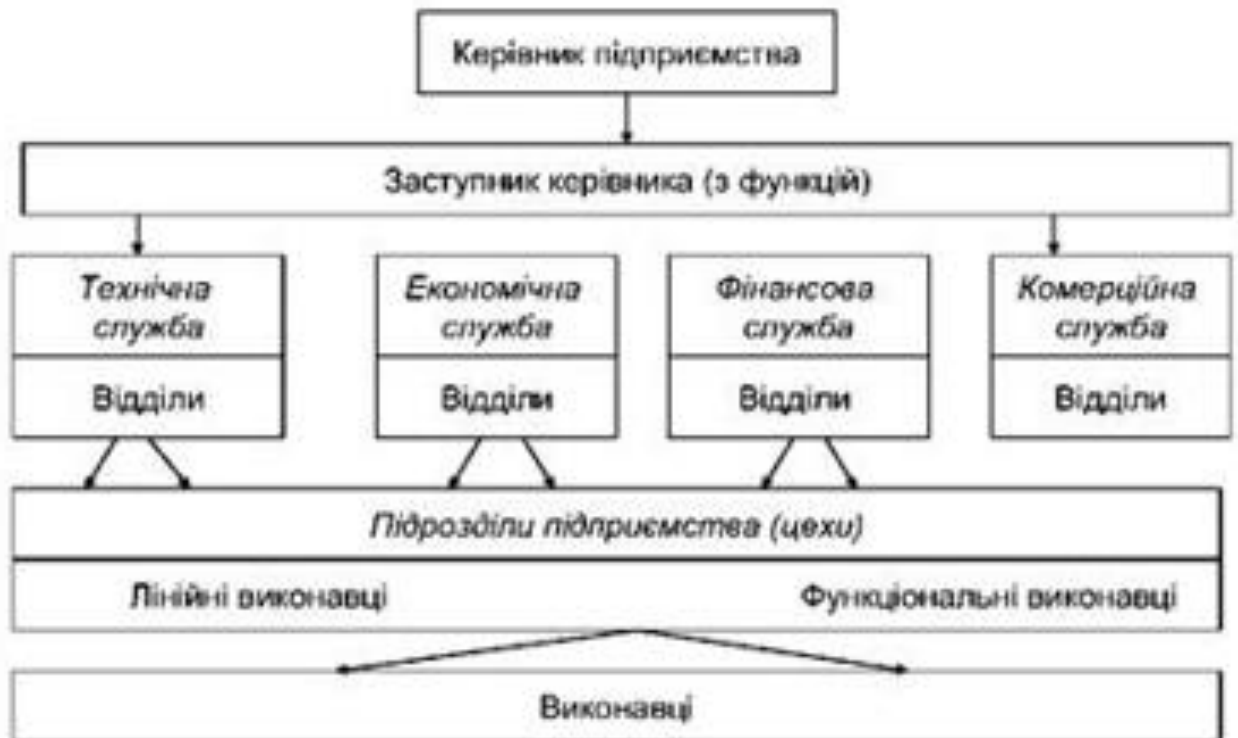 Керівник підприємства
Заступник керівника (з функцій)
Технічна
служба
Економічна
служба
Фінансова
служба
Комерційна
служба
Відділи
Відділи
Відділи
Відділи
Підрозділи підприємства (цехи)
Лінійні виконавці
Функціональні виконавці
Виконавці